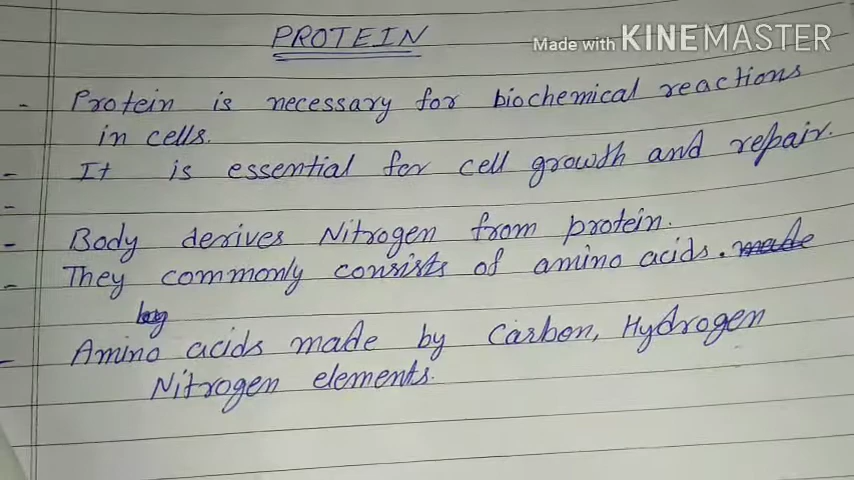 PROTEIN
Made with KINEMASTER
- Protein is necessary for biochemical reactions
in cells.
- It is essential for cell growth and repair.
-
- Body derives Nitrogen from protein.
- They commonly consists of amino acids. made
- Amino acids made by Carbon, Hydrogen
Nitrogen elements.